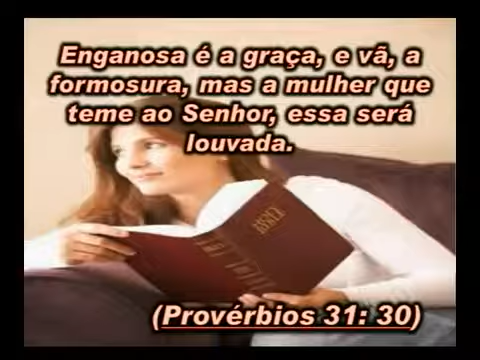 Enganosa é a graça, e vã, a
formosura, mas a mulher que
teme ao Senhor, essa será
louvada.
(Provérbios 31: 30)